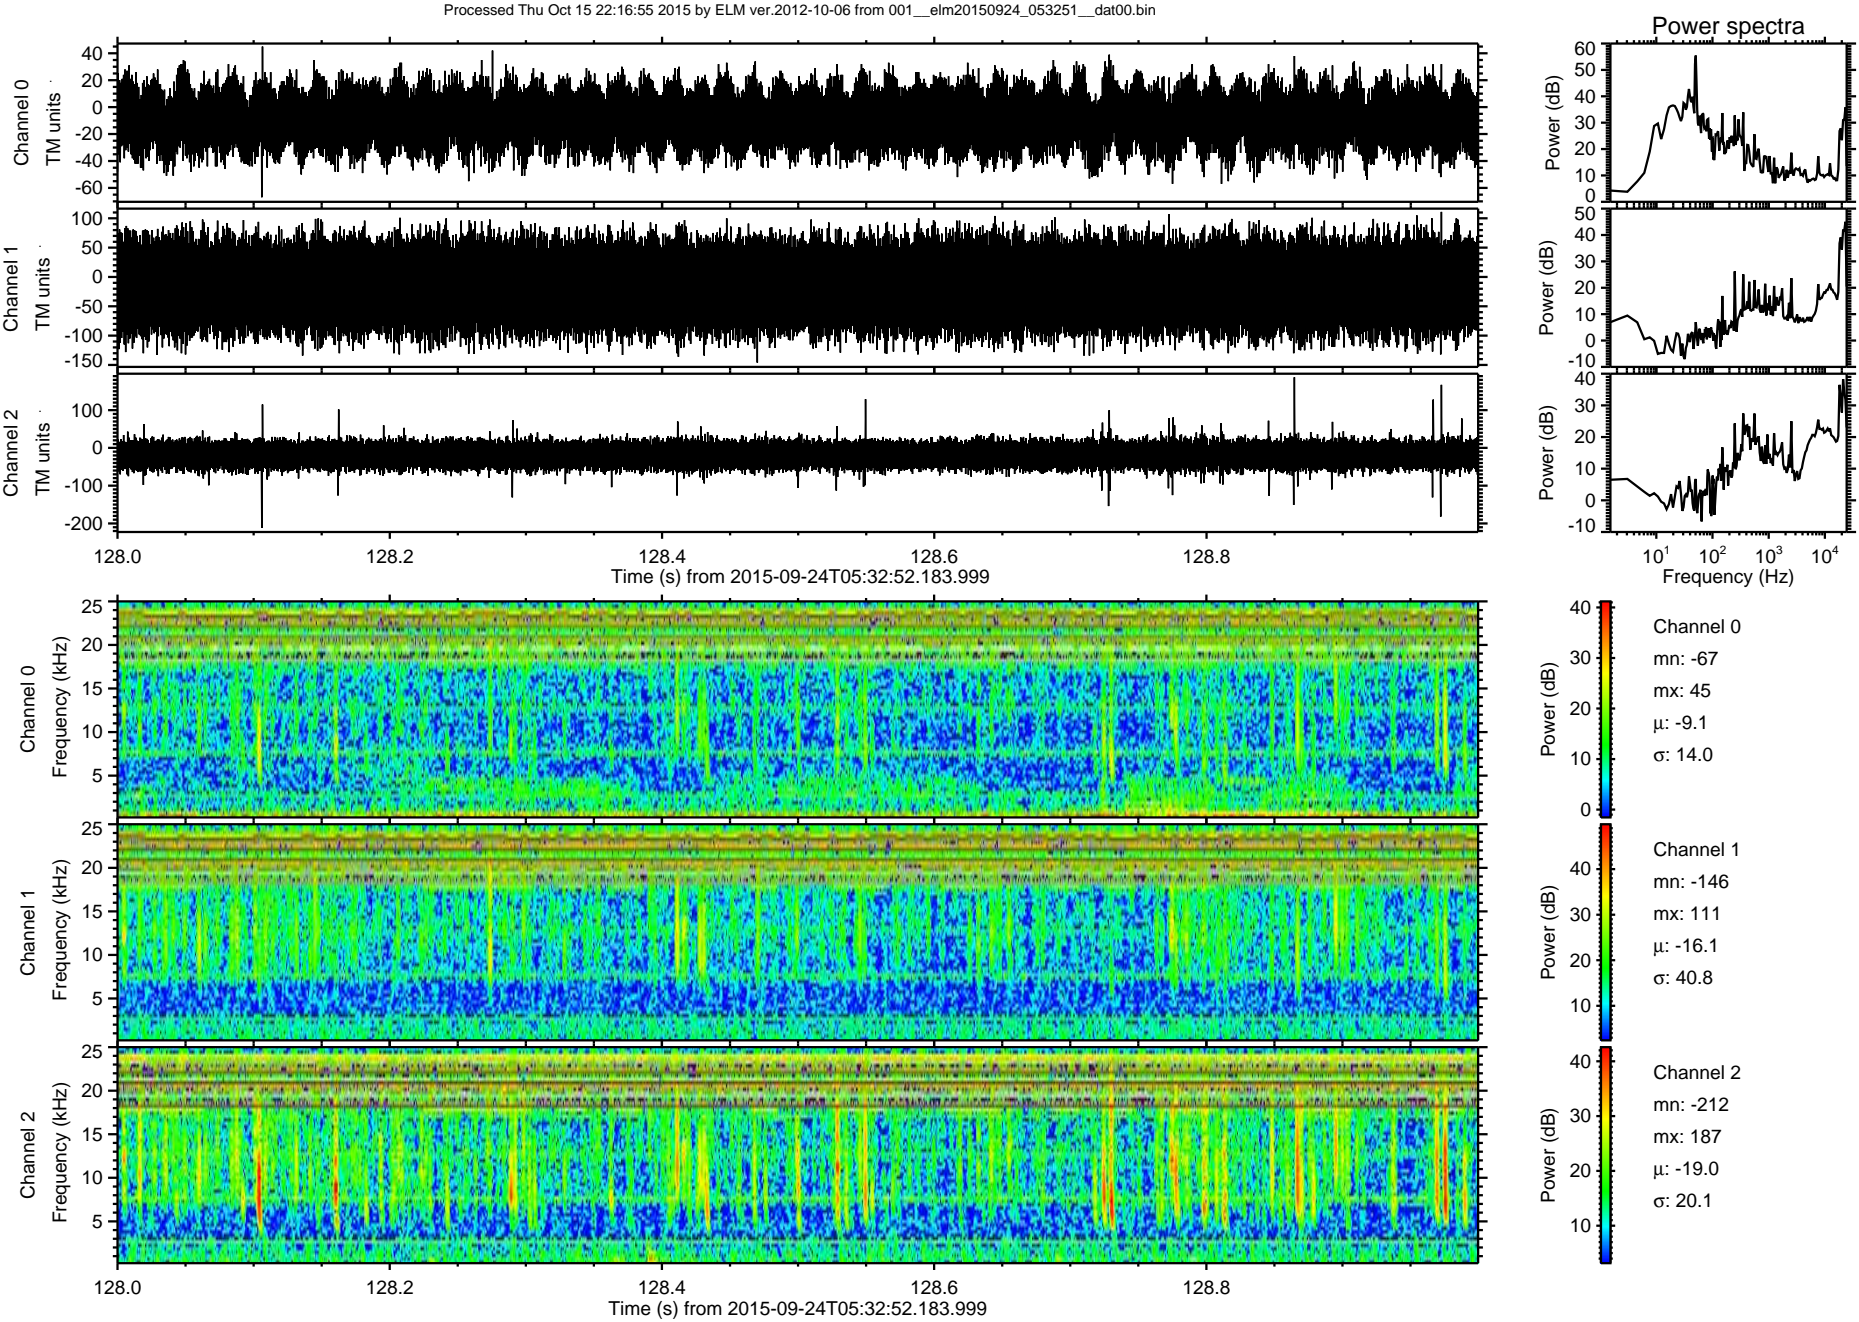 Processed Thu Oct 15 22:16:55 2015 by ELM ver.2012-10-06 from 001__elm20150924_053251__dat00.bin
Power spectra
Channel 0
TM units
40
20
0
-20
-40
-60
Power (dB)
60
50
40
30
20
10
0
Channel 1
TM units
100
50
0
-50
-100
-150
Power (dB)
50
40
30
20
10
0
-10
Channel 2
TM units
100
0
-100
-200
Power (dB)
40
30
20
10
0
-10
128.0 128.2 128.4 128.6 128.8
Time (s) from 2015-09-24T05:32:52.183.999
10^1 10^2 10^3 10^4
Frequency (Hz)
Channel 0
Frequency (kHz)
25
20
15
10
5
Power (dB)
40
30
20
10
0
Channel 0
mn: -67
mx: 45
μ: -9.1
σ: 14.0
Channel 1
Frequency (kHz)
25
20
15
10
5
Power (dB)
40
30
20
10
Channel 1
mn: -146
mx: 111
μ: -16.1
σ: 40.8
Channel 2
Frequency (kHz)
25
20
15
10
5
Power (dB)
40
30
20
10
Channel 2
mn: -212
mx: 187
μ: -19.0
σ: 20.1
128.0 128.2 128.4 128.6 128.8
Time (s) from 2015-09-24T05:32:52.183.999